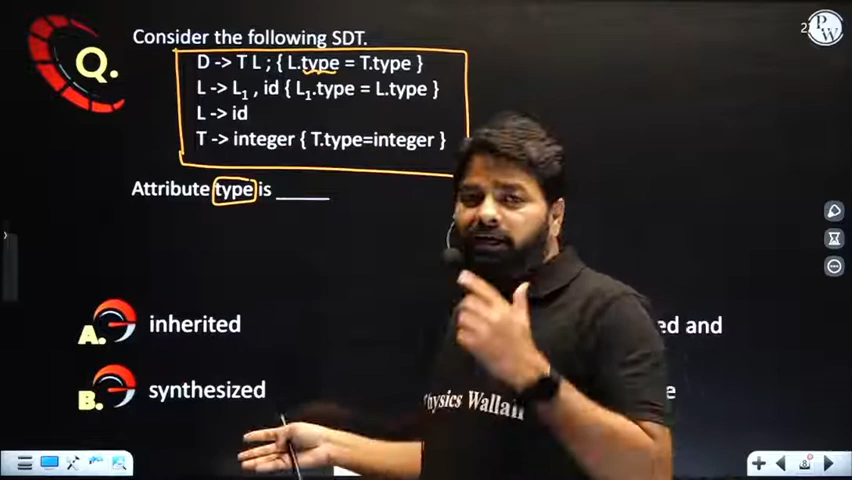 Consider the following SDT.
Q.
D -> T L ; { L.type = T.type }
L -> L1 , id { L1.type = L.type }
L -> id
T -> integer { T.type=integer }
Attribute type is ______
A. inherited
ed and
B. synthesized
e
Physics Wallah
P
W